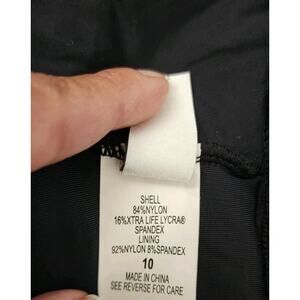 SHELL
84%NYLON
16%XTRA LIFE LYCRA®
SPANDEX
LINING
92%NYLON 8%SPANDEX
10
MADE IN CHINA
SEE REVERSE FOR CARE